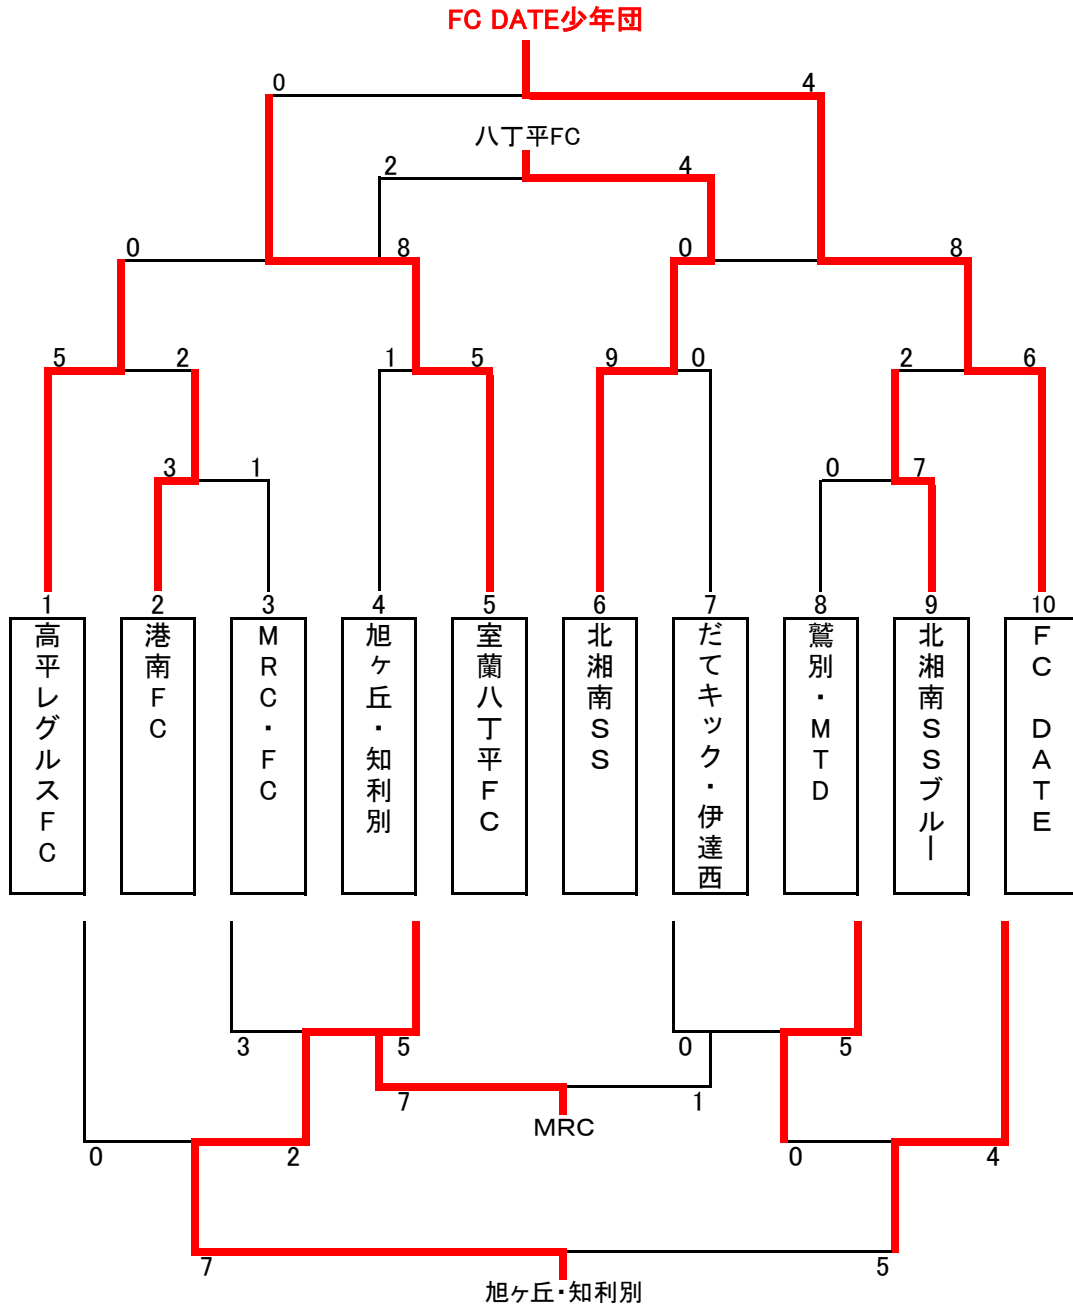 FC DATE少年団
0 4
八丁平FC
2 4
0 8 0 8
5 2 1 5 9 0 2 6
3 1 0 7
1 2 3 4 5 6 7 8 9 10
高平レグルスFC
港南FC
MRC・FC
旭ヶ丘・知利別
室蘭八丁平FC
北湘南SS
だてキック・伊達西
鷲別・MTD
北湘南SSブルー
FC DATE
3 5 0 5
7 1
MRC
0 2 0 4
7 5
旭ヶ丘・知利別